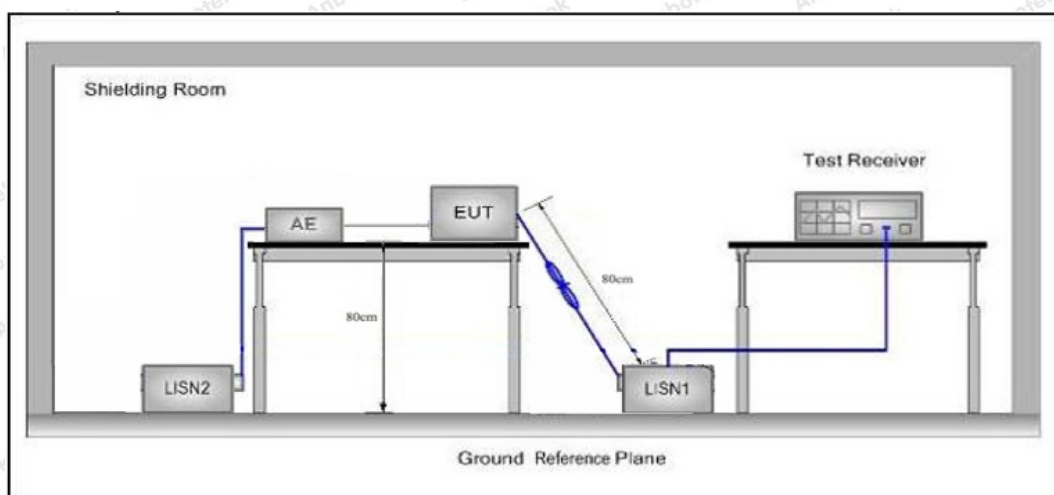 Shielding Room
Test Receiver
AE
EUT
80cm
80cm
LISN2
LISN1
Ground Reference Plane